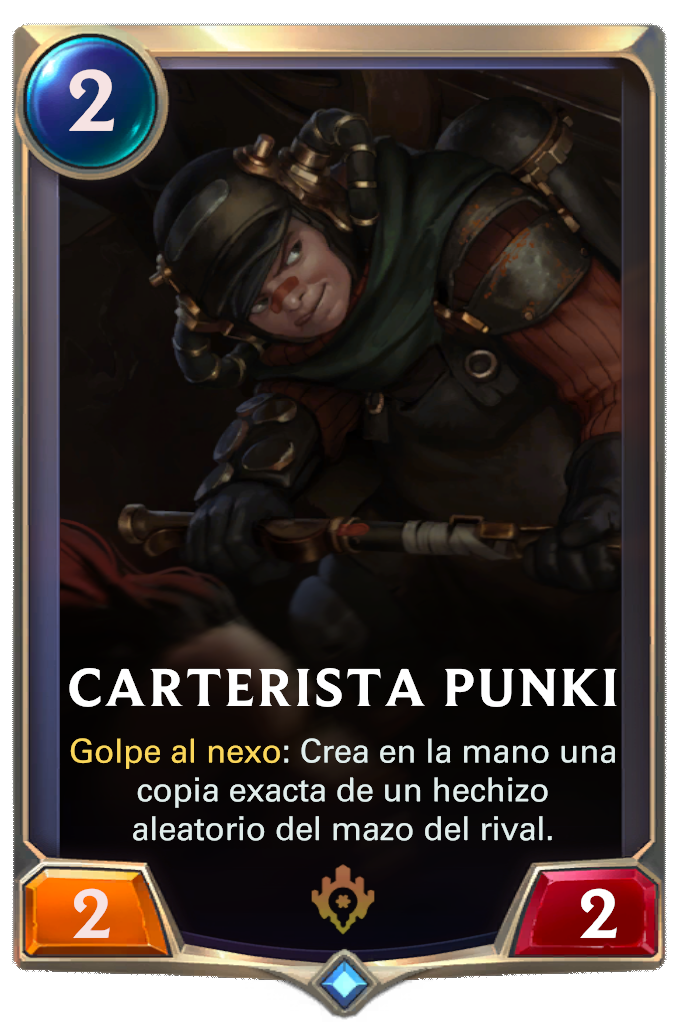 2
CARTERISTA PUNKI
Golpe al nexo: Crea en la mano una
copia exacta de un hechizo
aleatorio del mazo del rival.
2
2